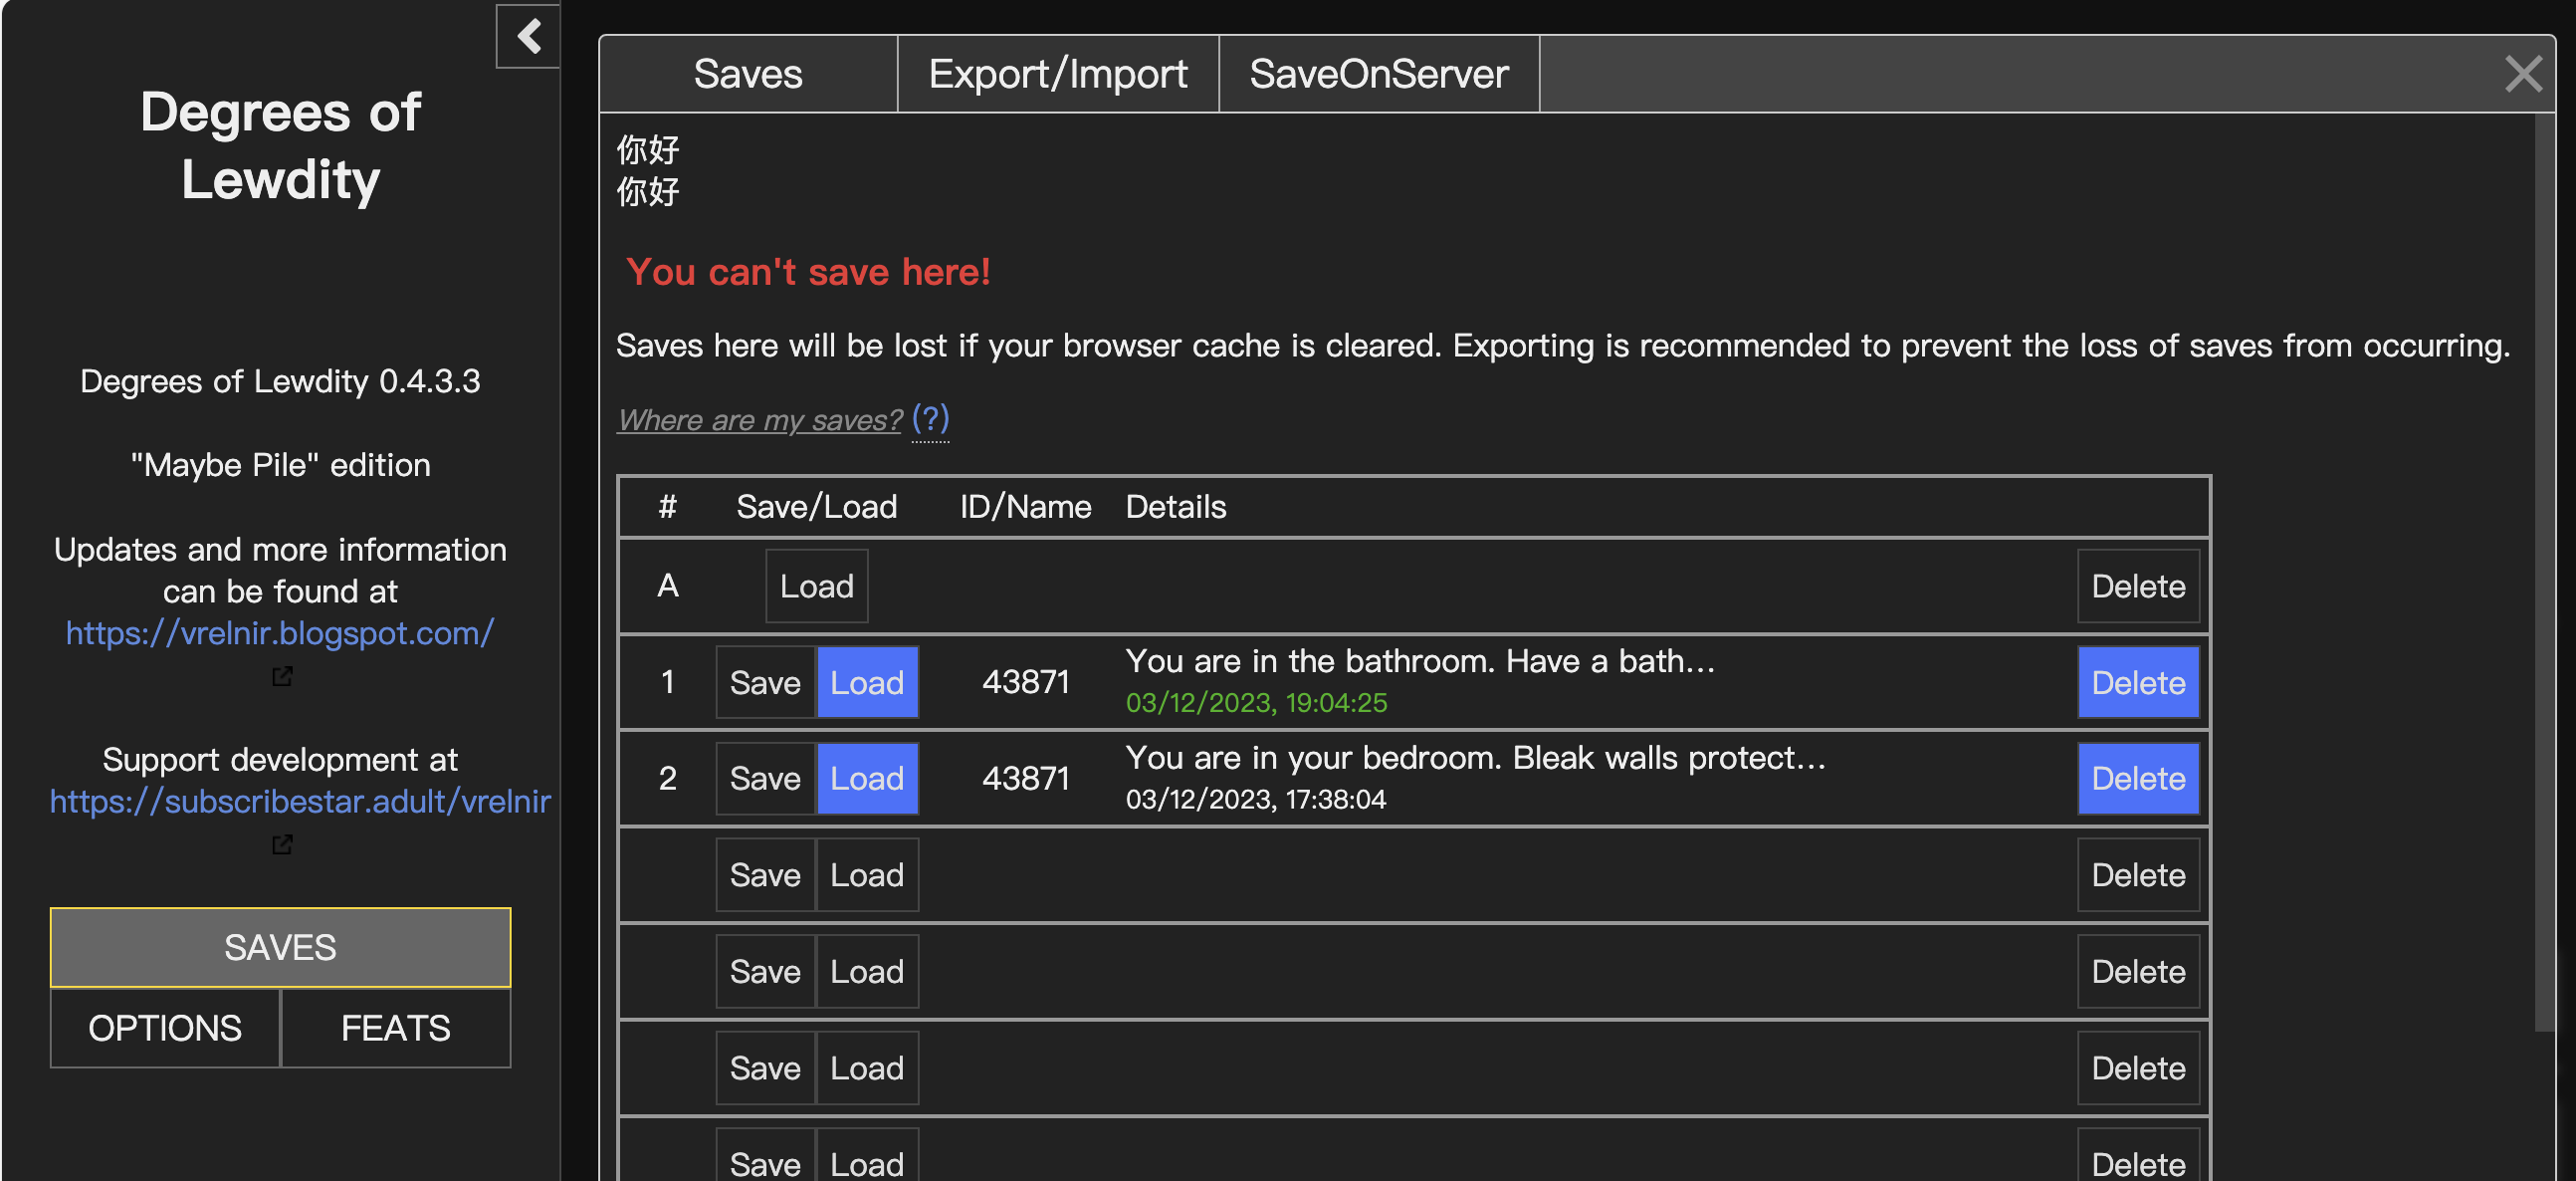 Degrees of
Lewdity
Degrees of Lewdity 0.4.3.3
"Maybe Pile" edition
Updates and more information
can be found at
https://vrelnir.blogspot.com/
Support development at
https://subscribestar.adult/vrelnir
SAVES
OPTIONS FEATS
Saves Export/Import SaveOnServer
你好
你好
You can't save here!
Saves here will be lost if your browser cache is cleared. Exporting is recommended to prevent the loss of saves from occurring.
Where are my saves? (?)
# Save/Load ID/Name Details
A Load Delete
1 Save Load 43871 You are in the bathroom. Have a bath… Delete
03/12/2023, 19:04:25
2 Save Load 43871 You are in your bedroom. Bleak walls protect… Delete
03/12/2023, 17:38:04
Save Load Delete
Save Load Delete
Save Load Delete
Save Load Delete